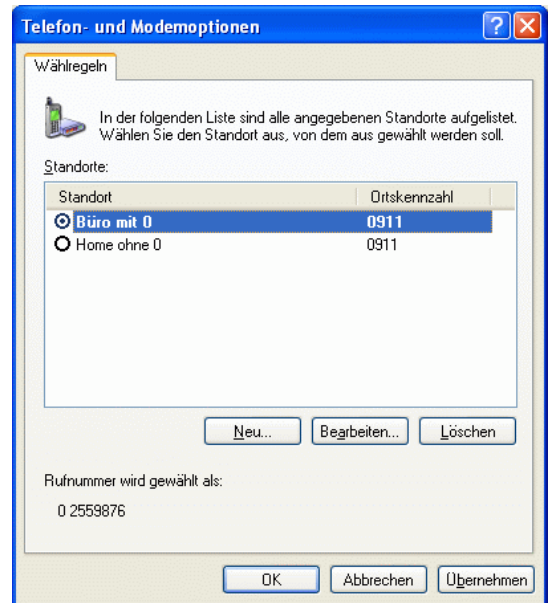 Telefon- und Modemoptionen
Wählregeln
In der folgenden Liste sind alle angegebenen Standorte aufgelistet.
Wählen Sie den Standort aus, von dem aus gewählt werden soll.
Standorte:
Standort Ortskennzahl
Büro mit 0 0911
Home ohne 0 0911
Neu... Bearbeiten... Löschen
Rufnummer wird gewählt als:
0 2559876
OK Abbrechen Übernehmen